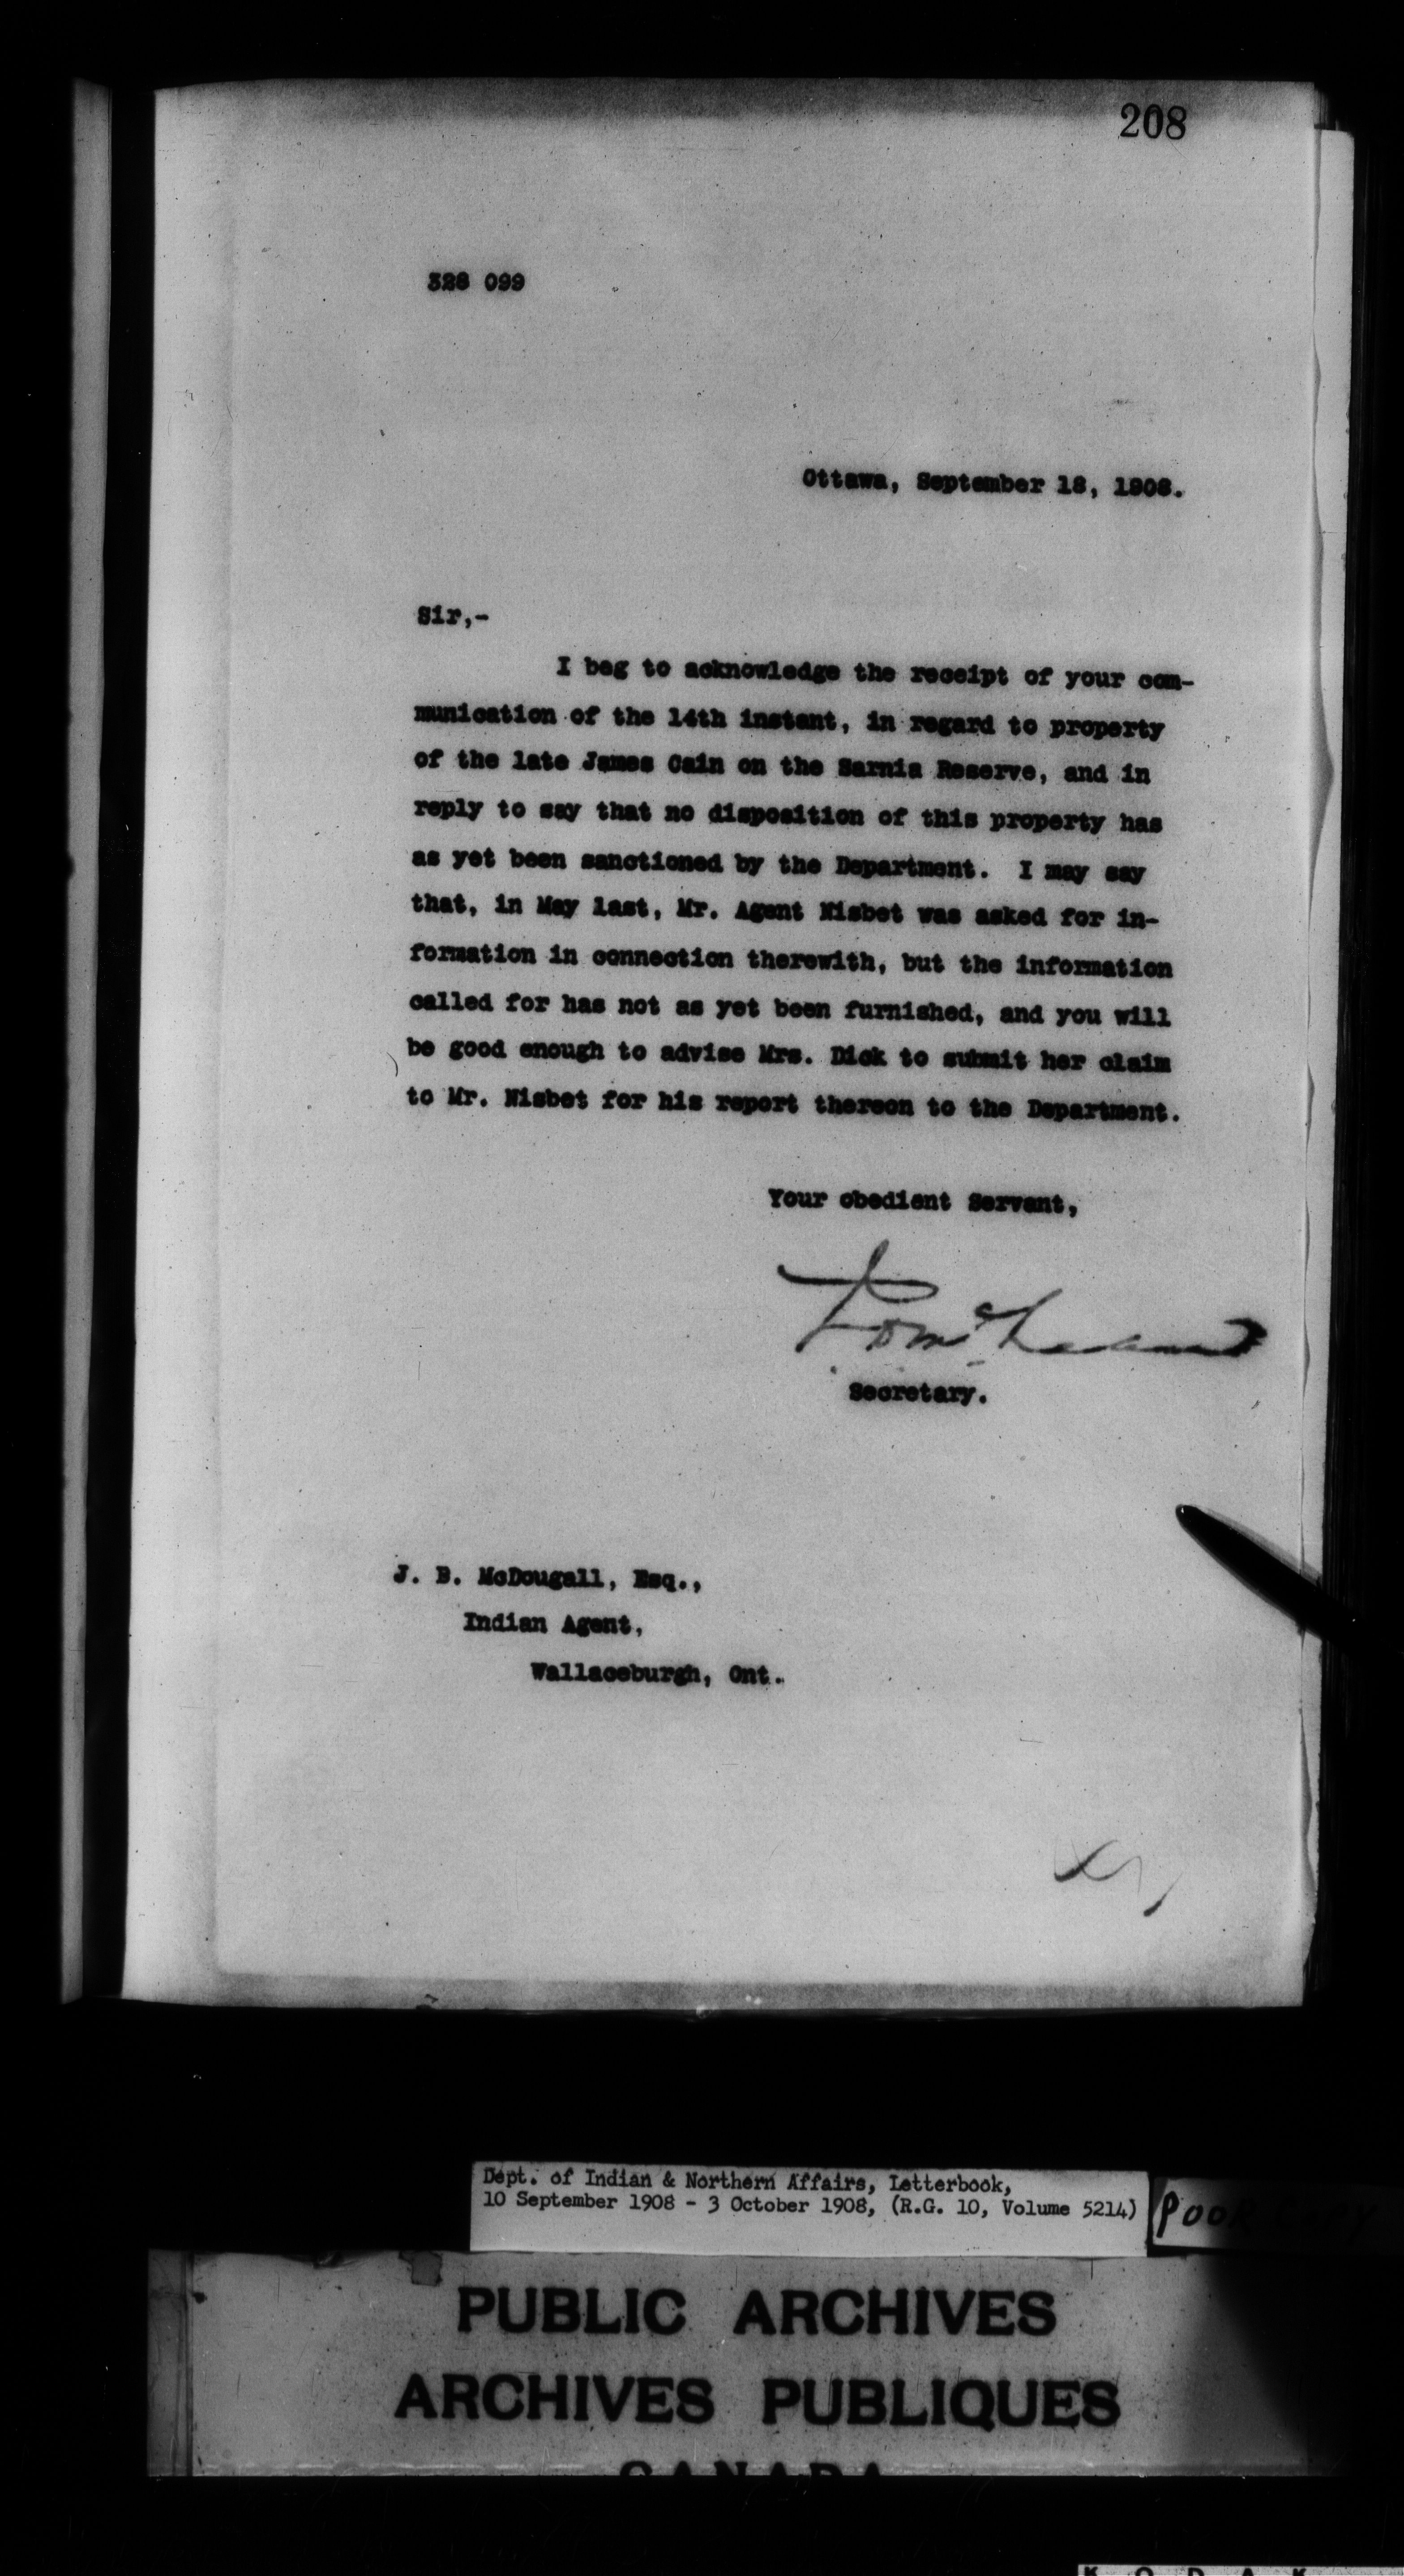 208
328 099
Ottawa, September 18, 1908.
Sir,-
I beg to acknowledge the receipt of your com-
munication of the 14th instant, in regard to property
of the late James Cain on the Sarnia Reserve, and in
reply to say that no disposition of this property has
as yet been sanctioned by the Department. I may say
that, in May last, Mr. Agent Nisbet was asked for in-
formation in connection therewith, but the information
called for has not as yet been furnished, and you will
be good enough to advise Mrs. Dick to submit her claim
to Mr. Nisbet for his report thereon to the Department.
Your obedient Servant,
Secretary.
J. B. McDougall, Esq.,
Indian Agent,
Wallaceburgh, Ont.
Dept. of Indian & Northern Affairs, Letterbook,
10 September 1908 - 3 October 1908, (R.G. 10, Volume 5214)
POOR COPY
PUBLIC ARCHIVES
ARCHIVES PUBLIQUES
CANADA
KODAK